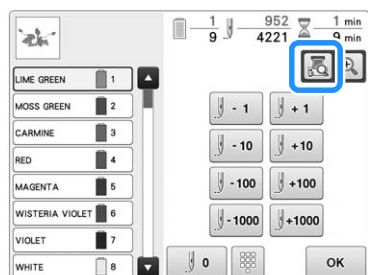 1
9
952
4221
1 min
9 min
LIME GREEN 1
MOSS GREEN 2
CARMINE 3
RED 4
MAGENTA 5
WISTERIA VIOLET 6
VIOLET 7
WHITE 8
- 1
+ 1
- 10
+10
- 100
+100
- 1000
+1000
0
OK